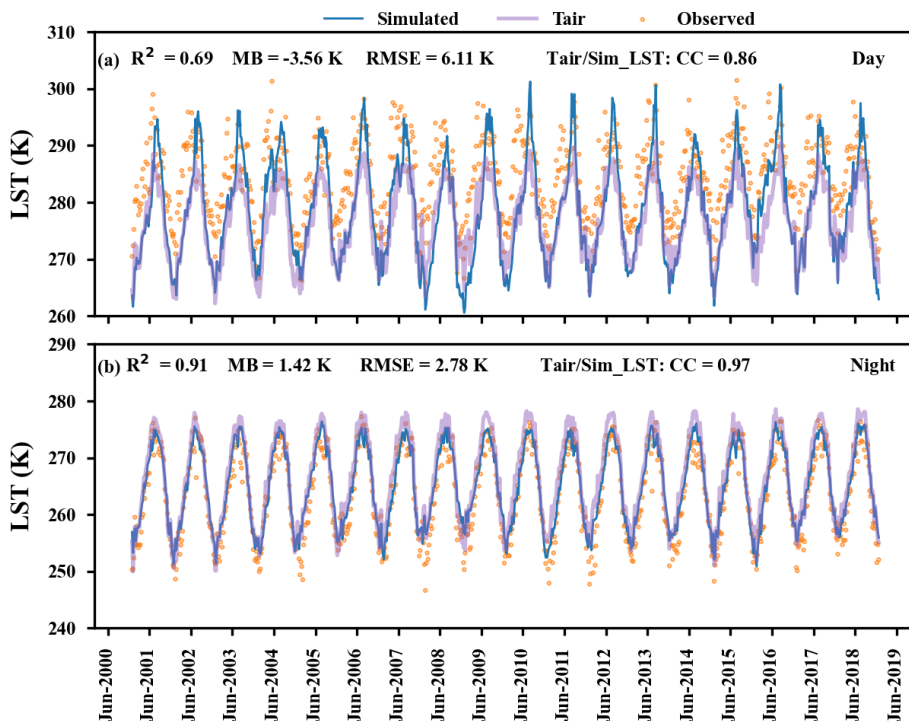 Simulated Tair Observed
310
300
290
280
270
260
LST (K)
(a) R² = 0.69 MB = -3.56 K RMSE = 6.11 K Tair/Sim_LST: CC = 0.86 Day
290
280
270
260
250
240
LST (K)
(b) R² = 0.91 MB = 1.42 K RMSE = 2.78 K Tair/Sim_LST: CC = 0.97 Night
Jun-2000
Jun-2001
Jun-2002
Jun-2003
Jun-2004
Jun-2005
Jun-2006
Jun-2007
Jun-2008
Jun-2009
Jun-2010
Jun-2011
Jun-2012
Jun-2013
Jun-2014
Jun-2015
Jun-2016
Jun-2017
Jun-2018
Jun-2019